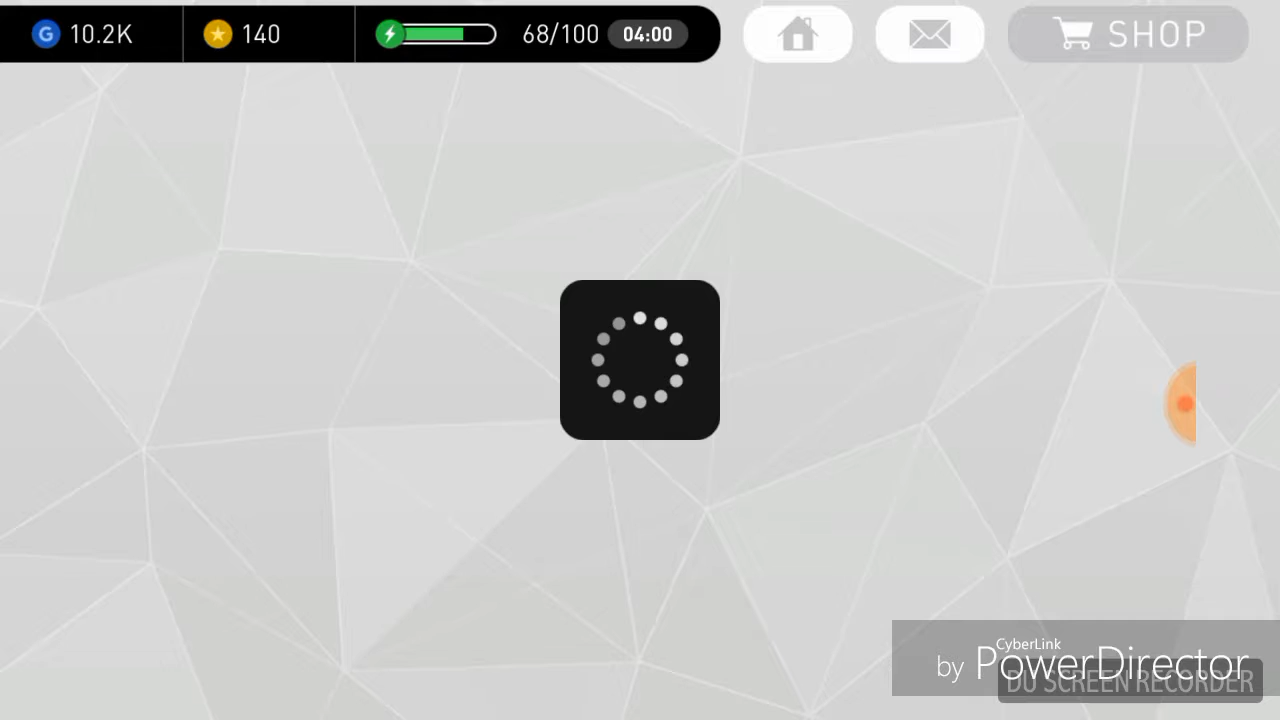 G 10.2K 140 68/100 04:00 SHOP
CyberLink
by PowerDirector
DU SCREEN RECORDER